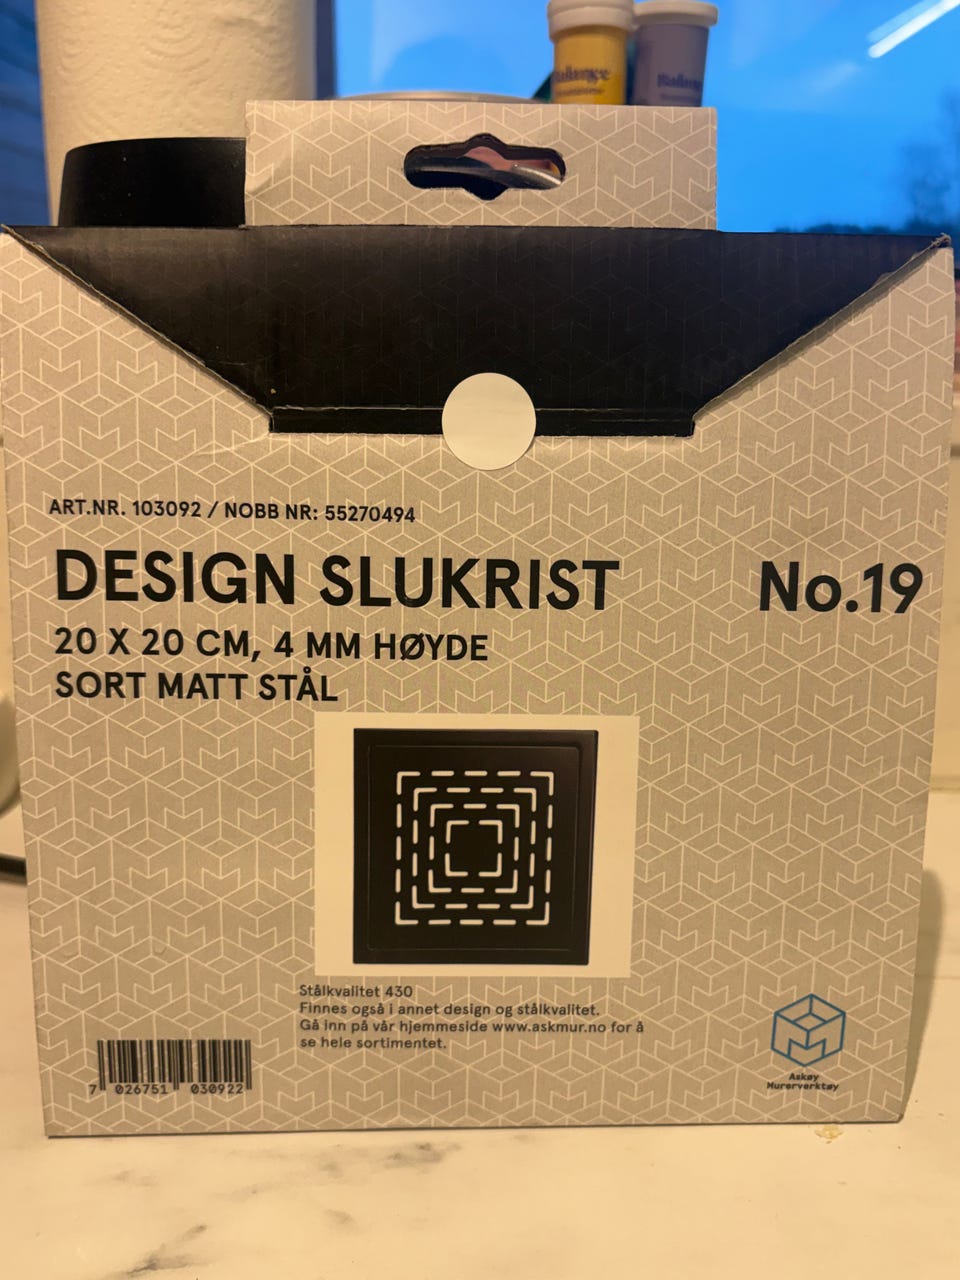 Balance
Balance
ART.NR. 103092 / NOBB NR: 55270494
DESIGN SLUKRIST
No.19
20 X 20 CM, 4 MM HØYDE
SORT MATT STÅL
Stålkvalitet 430
Finnes også i annet design og stålkvalitet.
Gå inn på vår hjemmeside www.askmur.no for å
se hele sortimentet.
7 026751 030922
Askøy
Murerverktøy